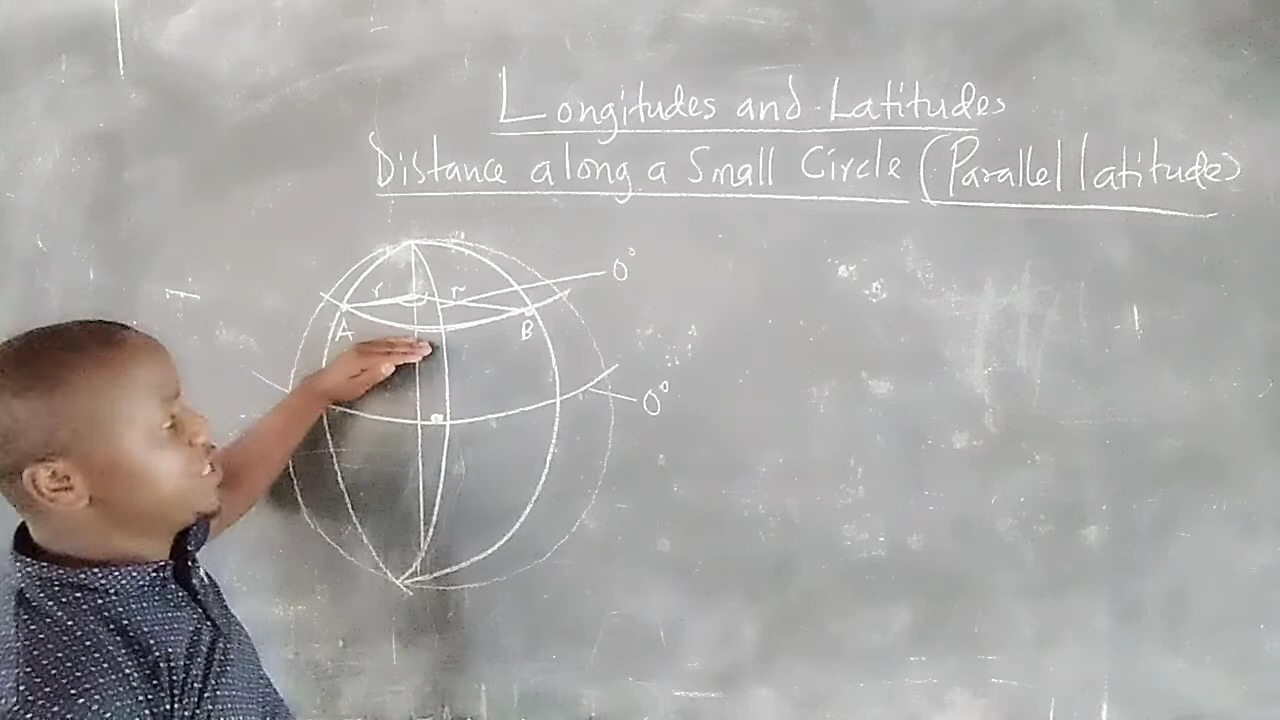 Longitudes and Latitudes
Distance along a Small Circle (Parallel latitude)
0°
r r
A B
0°